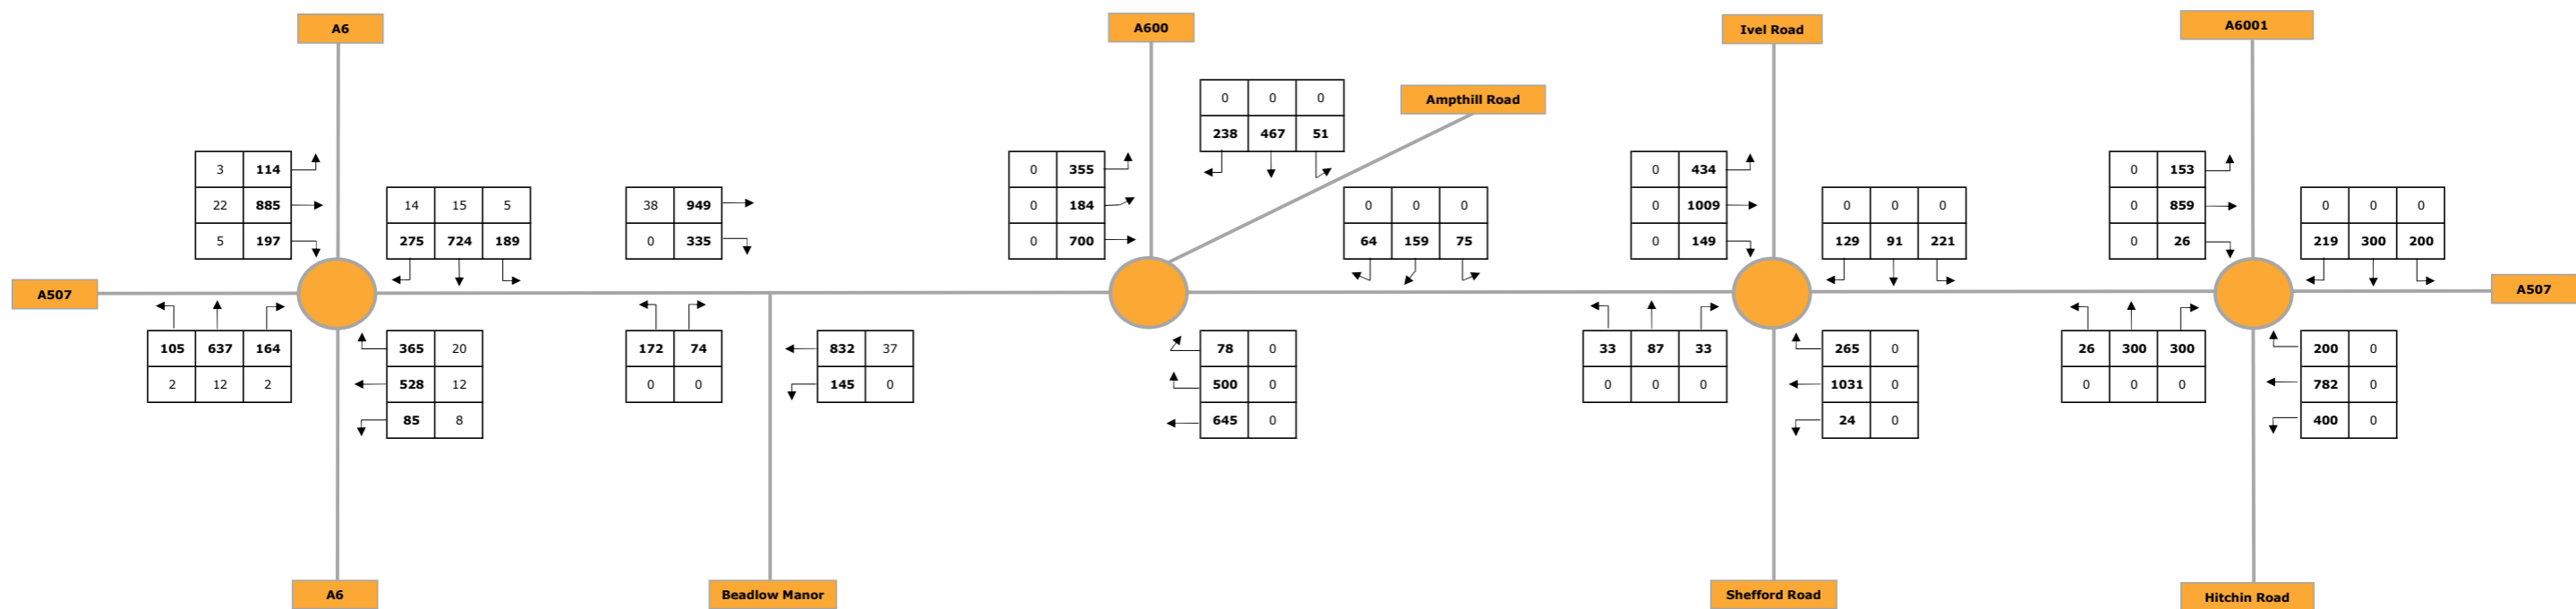 A6
A600
Ivel Road
A6001
Ampthill Road
0 0 0
238 467 51
3 114
22 885
5 197
14 15 5
275 724 189
38 949
0 335
0 355
0 184
0 700
0 0 0
64 159 75
0 434
0 1009
0 149
0 0 0
129 91 221
0 153
0 859
0 26
0 0 0
219 300 200
A507
A507
105 637 164
2 12 2
365 20
528 12
85 8
172 74
0 0
832 37
145 0
78 0
500 0
645 0
33 87 33
0 0 0
265 0
1031 0
24 0
26 300 300
0 0 0
200 0
782 0
400 0
A6
Beadlow Manor
Shefford Road
Hitchin Road